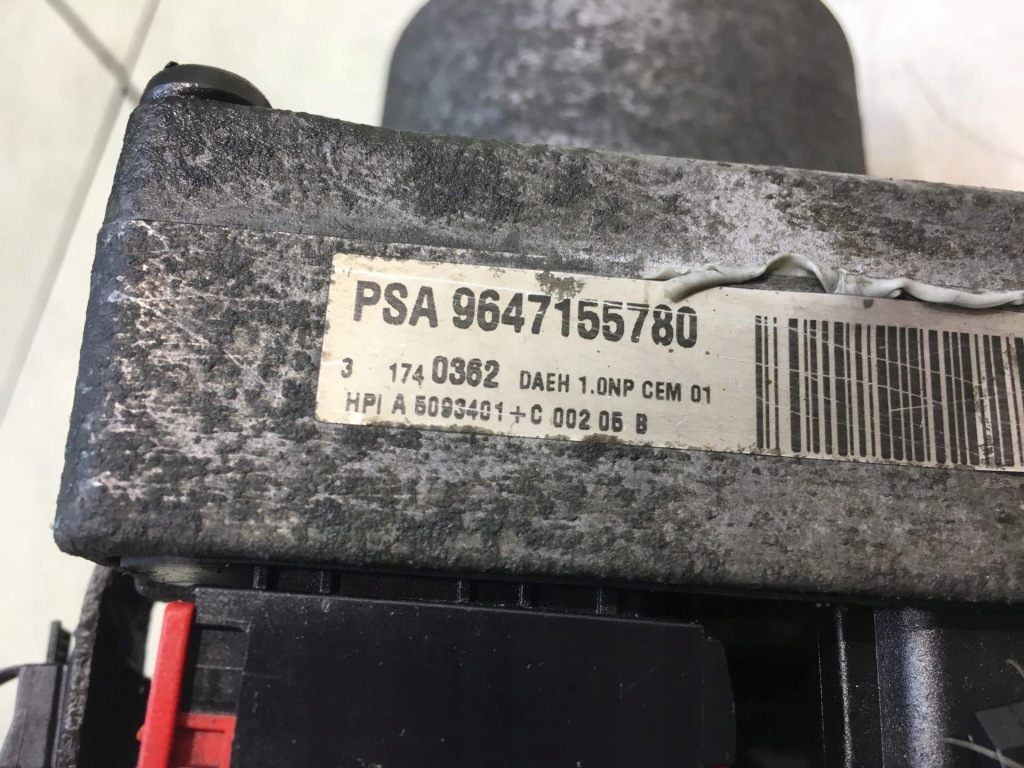 PSA 9647155780
3 174 0362 DAEH 1.0NP CEM 01
HPI A 5093401+C 002 05 B